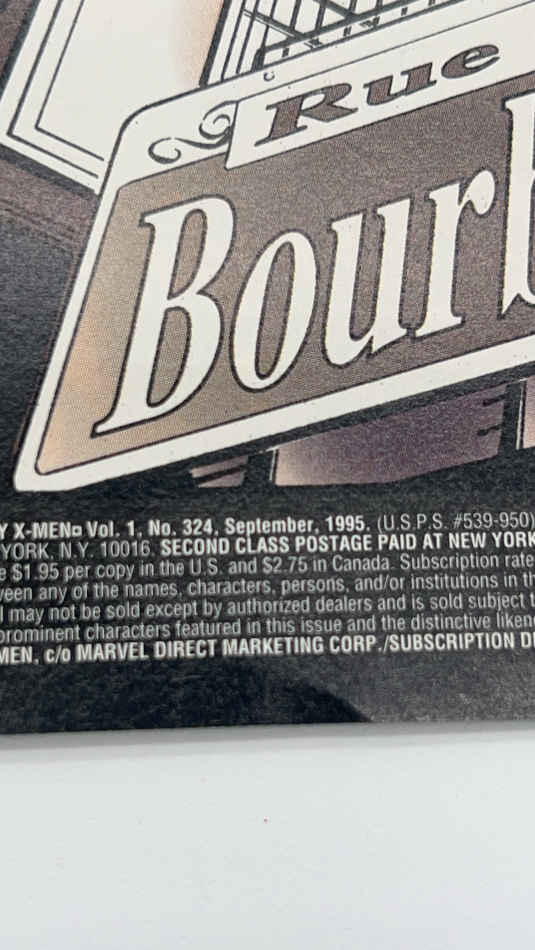 Rue
Bourb
Y X-MEN¤ Vol. 1, No. 324, September, 1995. (U.S.P.S. #539-950)
YORK, N.Y. 10016. SECOND CLASS POSTAGE PAID AT NEW YORK
e $1.95 per copy in the U.S. and $2.75 in Canada. Subscription rate
veen any of the names, characters, persons, and/or institutions in th
l may not be sold except by authorized dealers and is sold subject t
prominent characters featured in this issue and the distinctive liken
MEN, c/o MARVEL DIRECT MARKETING CORP./SUBSCRIPTION D